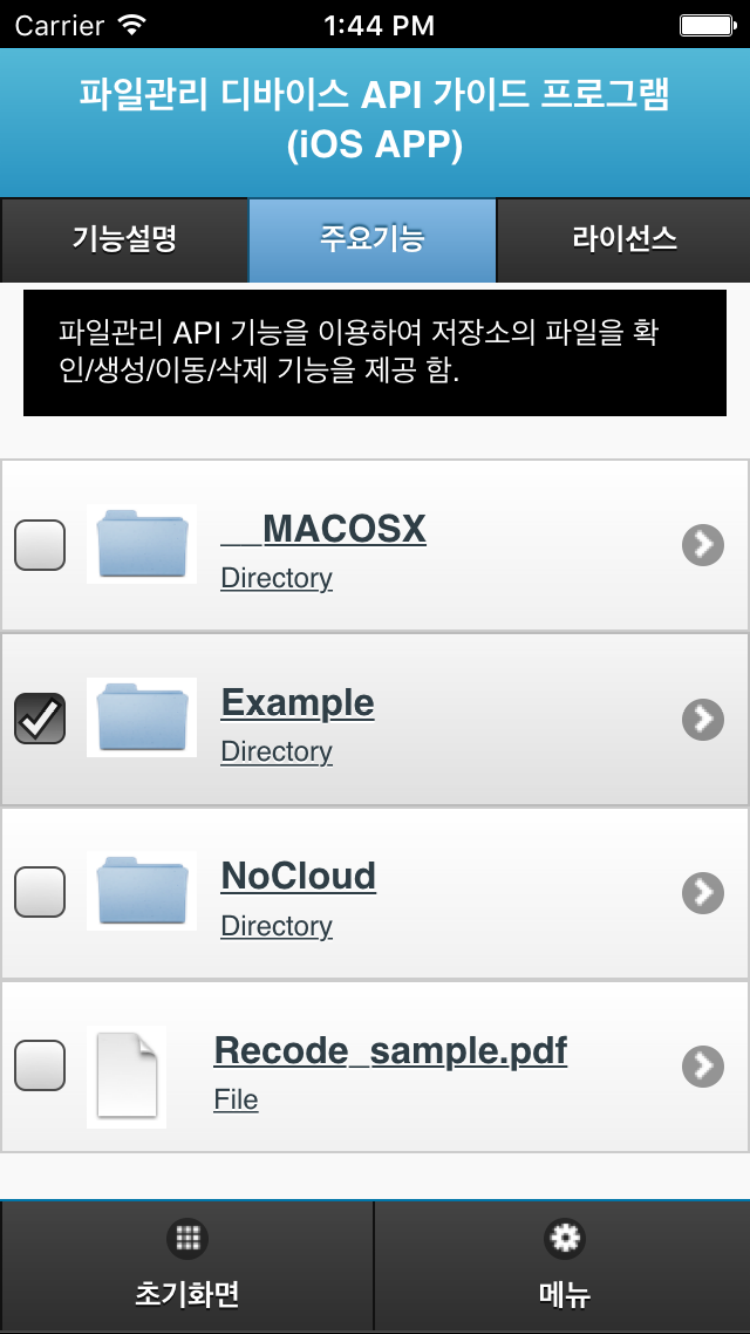 Carrier 1:44 PM
파일관리 디바이스 API 가이드 프로그램
(iOS APP)
기능설명 주요기능 라이선스
파일관리 API 기능을 이용하여 저장소의 파일을 확
인/생성/이동/삭제 기능을 제공 함.
__MACOSX
Directory
Example
Directory
NoCloud
Directory
Recode_sample.pdf
File
초기화면 메뉴